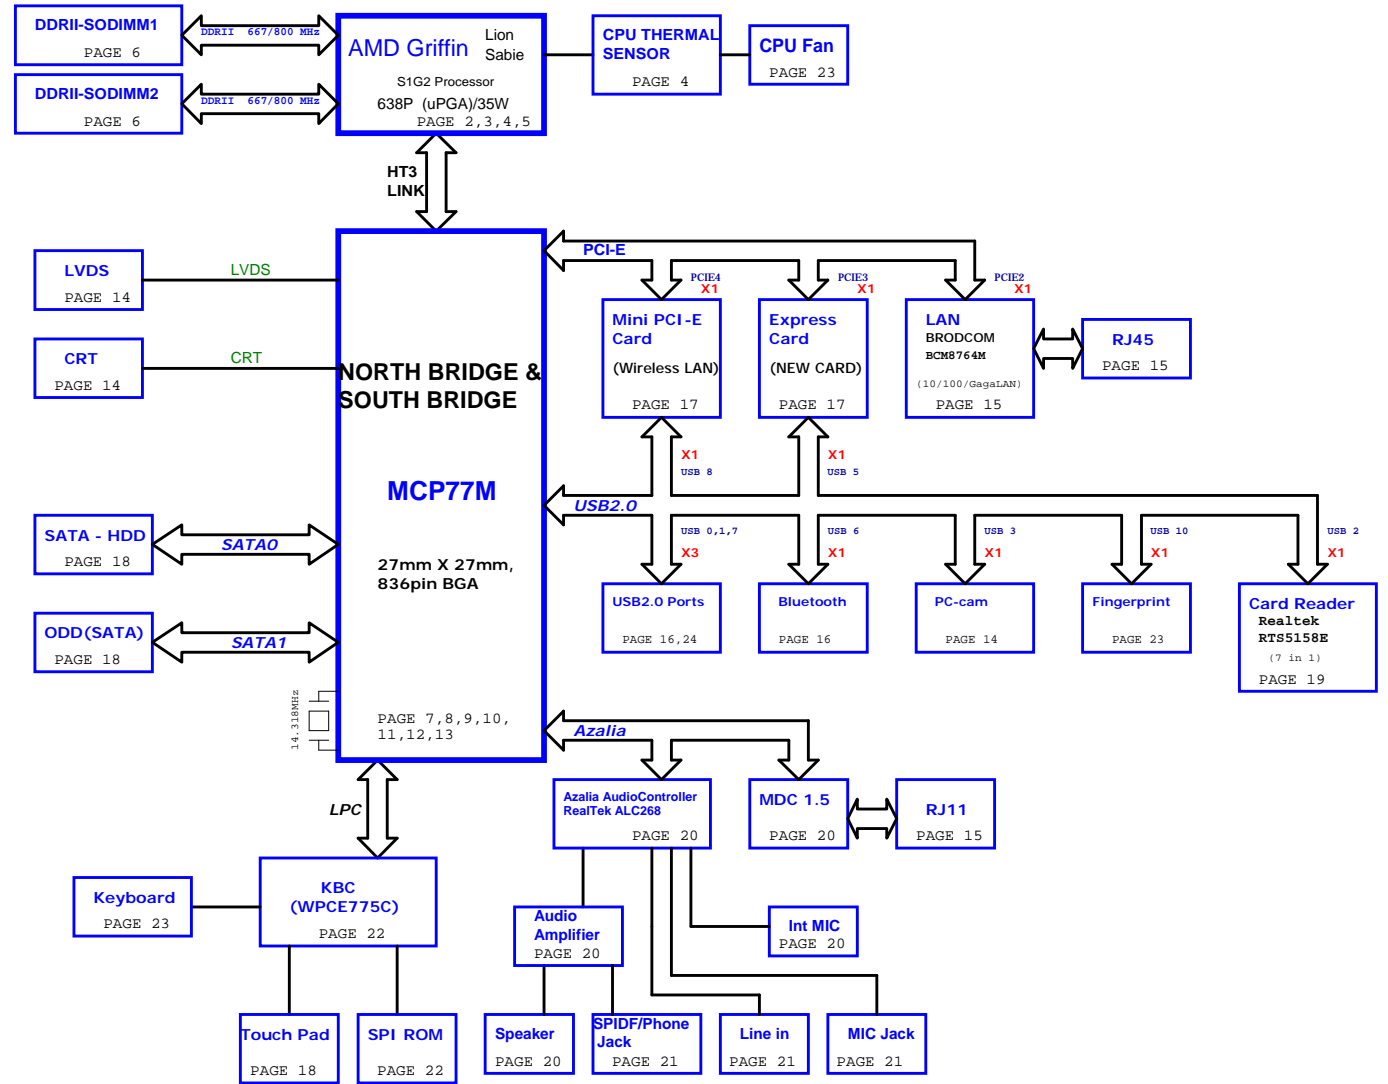 DDRII-SODIMM1
PAGE 6
DDRII 667/800 MHz
DDRII-SODIMM2
PAGE 6
DDRII 667/800 MHz
AMD Griffin
Lion
Sabie
S1G2 Processor
638P (uPGA)/35W
PAGE 2,3,4,5
CPU THERMAL
SENSOR
PAGE 4
CPU Fan
PAGE 23
HT3
LINK
LVDS
PAGE 14
LVDS
CRT
PAGE 14
CRT
NORTH BRIDGE &
SOUTH BRIDGE
MCP77M
27mm X 27mm,
836pin BGA
PAGE 7,8,9,10,
11,12,13
PCI-E
PCIE4
X1
PCIE3
X1
PCIE2
X1
Mini PCI-E
Card
(Wireless LAN)
PAGE 17
Express
Card
(NEW CARD)
PAGE 17
LAN
BRODCOM
BCM8764M
(10/100/GagaLAN)
PAGE 15
RJ45
PAGE 15
X1
USB 8
X1
USB 5
USB2.0
USB 0,1,7
X3
USB 6
X1
USB 3
X1
USB 10
X1
USB 2
X1
USB2.0 Ports
PAGE 16,24
Bluetooth
PAGE 16
PC-cam
PAGE 14
Fingerprint
PAGE 23
Card Reader
Realtek
RTS5158E
(7 in 1)
PAGE 19
SATA - HDD
PAGE 18
SATA0
ODD(SATA)
PAGE 18
SATA1
14.318MHz
Azalia
Azalia AudioController
RealTek ALC268
PAGE 20
MDC 1.5
PAGE 20
RJ11
PAGE 15
LPC
KBC
(WPCE775C)
PAGE 22
Keyboard
PAGE 23
Audio
Amplifier
PAGE 20
Int MIC
PAGE 20
Touch Pad
PAGE 18
SPI ROM
PAGE 22
Speaker
PAGE 20
SPIDF/Phone
Jack
PAGE 21
Line in
PAGE 21
MIC Jack
PAGE 21